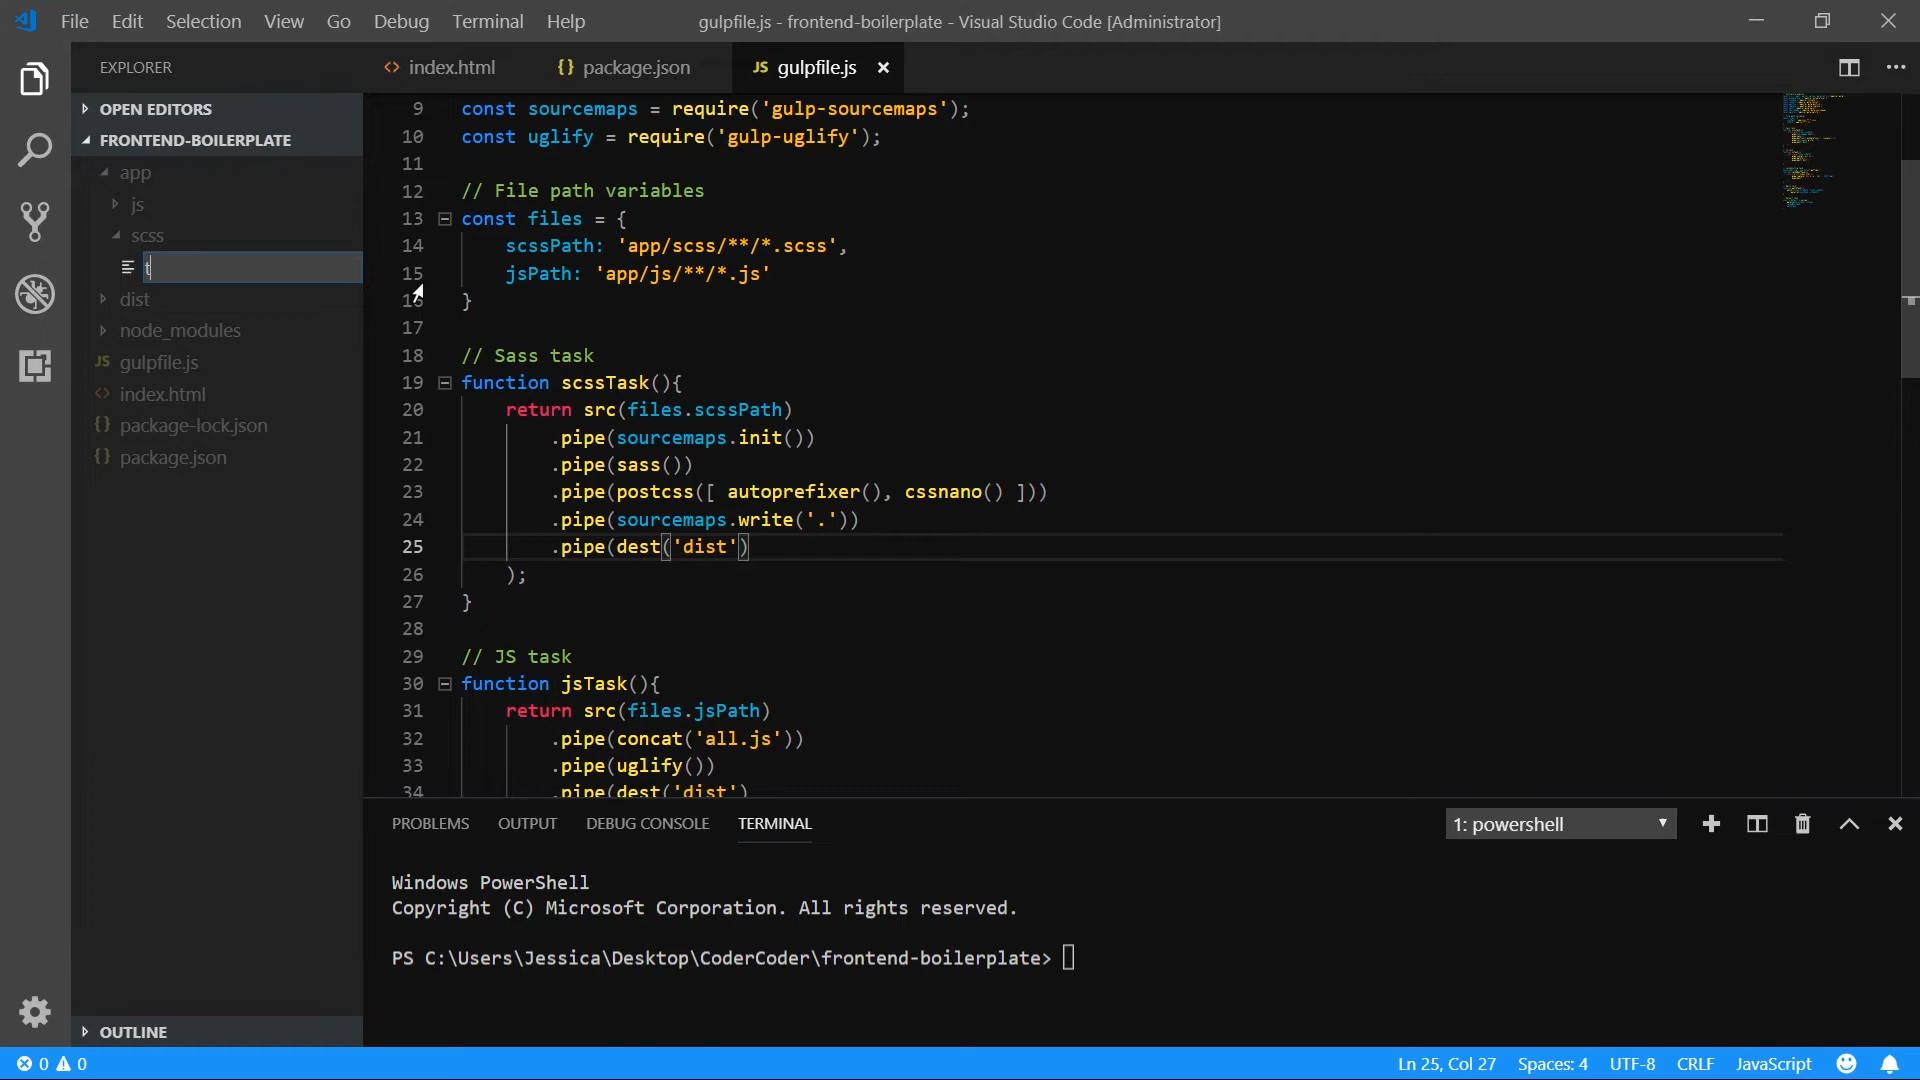 File Edit Selection View Go Debug Terminal Help
gulpfile.js - frontend-boilerplate - Visual Studio Code [Administrator]
EXPLORER
OPEN EDITORS
FRONTEND-BOILERPLATE
app
js
scss
t
dist
node_modules
JS gulpfile.js
<> index.html
{} package-lock.json
{} package.json
OUTLINE
<> index.html
{} package.json
JS gulpfile.js
9 const sourcemaps = require('gulp-sourcemaps');
10 const uglify = require('gulp-uglify');
11
12 // File path variables
13 const files = {
14 scssPath: 'app/scss/**/*.scss',
15 jsPath: 'app/js/**/*.js'
16 }
17
18 // Sass task
19 function scssTask(){
20 return src(files.scssPath)
21 .pipe(sourcemaps.init())
22 .pipe(sass())
23 .pipe(postcss([ autoprefixer(), cssnano() ]))
24 .pipe(sourcemaps.write('.'))
25 .pipe(dest('dist')
26 );
27 }
28
29 // JS task
30 function jsTask(){
31 return src(files.jsPath)
32 .pipe(concat('all.js'))
33 .pipe(uglify())
34 .pipe(dest('dist')
PROBLEMS OUTPUT DEBUG CONSOLE TERMINAL
1: powershell
Windows PowerShell
Copyright (C) Microsoft Corporation. All rights reserved.
PS C:\Users\Jessica\Desktop\CoderCoder\frontend-boilerplate>
0 0
Ln 25, Col 27 Spaces: 4 UTF-8 CRLF JavaScript